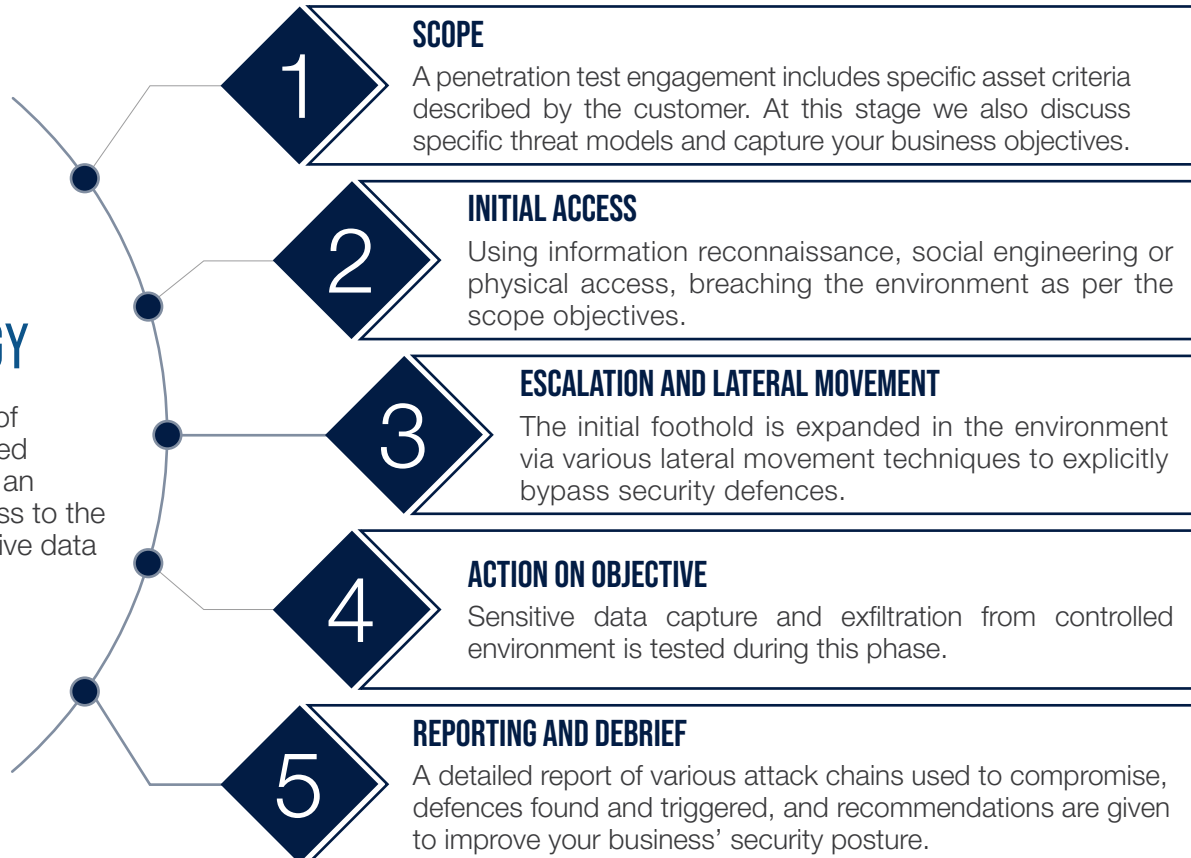 1
SCOPE
A penetration test engagement includes specific asset criteria
described by the customer. At this stage we also discuss
specific threat models and capture your business objectives.
2
INITIAL ACCESS
Using information reconnaissance, social engineering or
physical access, breaching the environment as per the
scope objectives.
GY
of
ed
an
ss to the
ive data
3
ESCALATION AND LATERAL MOVEMENT
The initial foothold is expanded in the environment
via various lateral movement techniques to explicitly
bypass security defences.
4
ACTION ON OBJECTIVE
Sensitive data capture and exfiltration from controlled
environment is tested during this phase.
5
REPORTING AND DEBRIEF
A detailed report of various attack chains used to compromise,
defences found and triggered, and recommendations are given
to improve your business’ security posture.